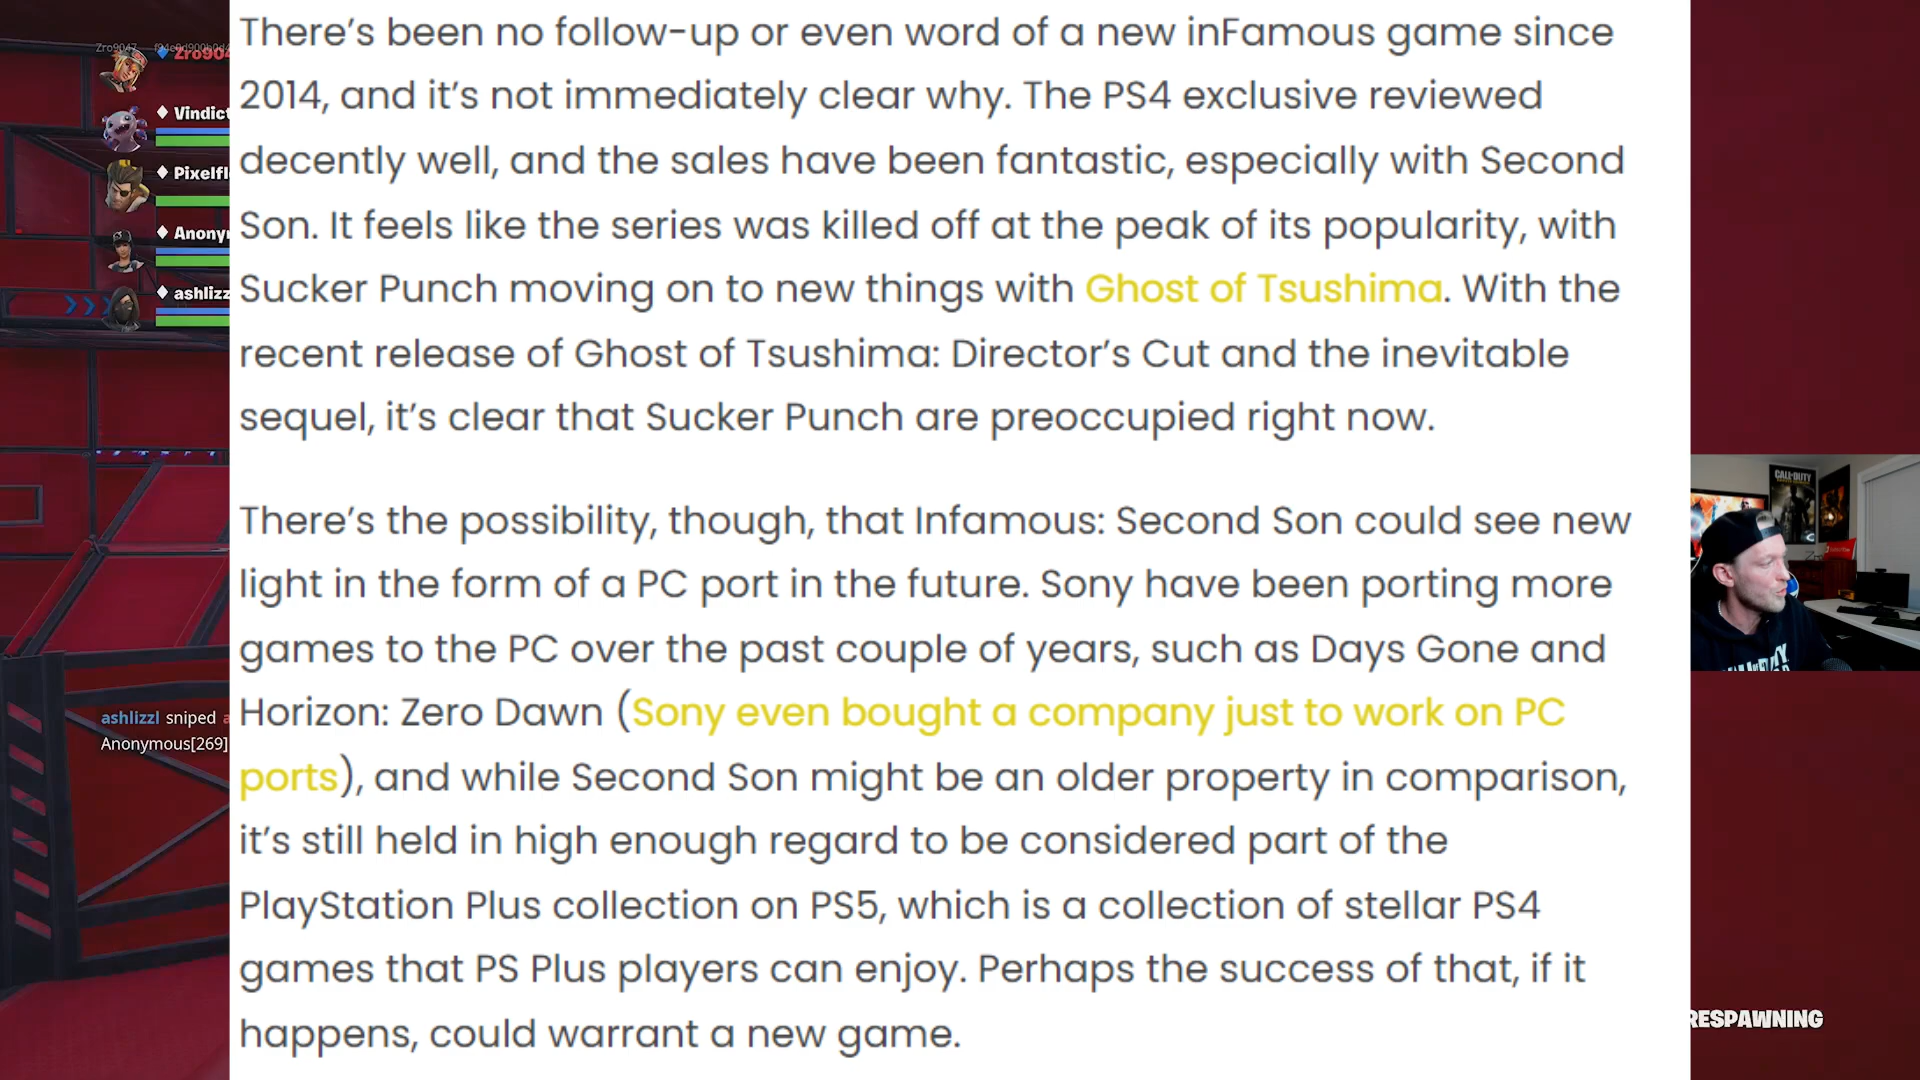 There’s been no follow-up or even word of a new inFamous game since
2014, and it’s not immediately clear why. The PS4 exclusive reviewed
decently well, and the sales have been fantastic, especially with Second
Son. It feels like the series was killed off at the peak of its popularity, with
Sucker Punch moving on to new things with Ghost of Tsushima. With the
recent release of Ghost of Tsushima: Director’s Cut and the inevitable
sequel, it’s clear that Sucker Punch are preoccupied right now.
There’s the possibility, though, that Infamous: Second Son could see new
light in the form of a PC port in the future. Sony have been porting more
games to the PC over the past couple of years, such as Days Gone and
Horizon: Zero Dawn (Sony even bought a company just to work on PC
ports), and while Second Son might be an older property in comparison,
it’s still held in high enough regard to be considered part of the
PlayStation Plus collection on PS5, which is a collection of stellar PS4
games that PS Plus players can enjoy. Perhaps the success of that, if it
happens, could warrant a new game.
Zro9047
Zro904
Vindict
Pixelfl
Anony
ashlizz
ashlizzl sniped a
Anonymous[269]
CALL OF DUTY
RESPAWNING